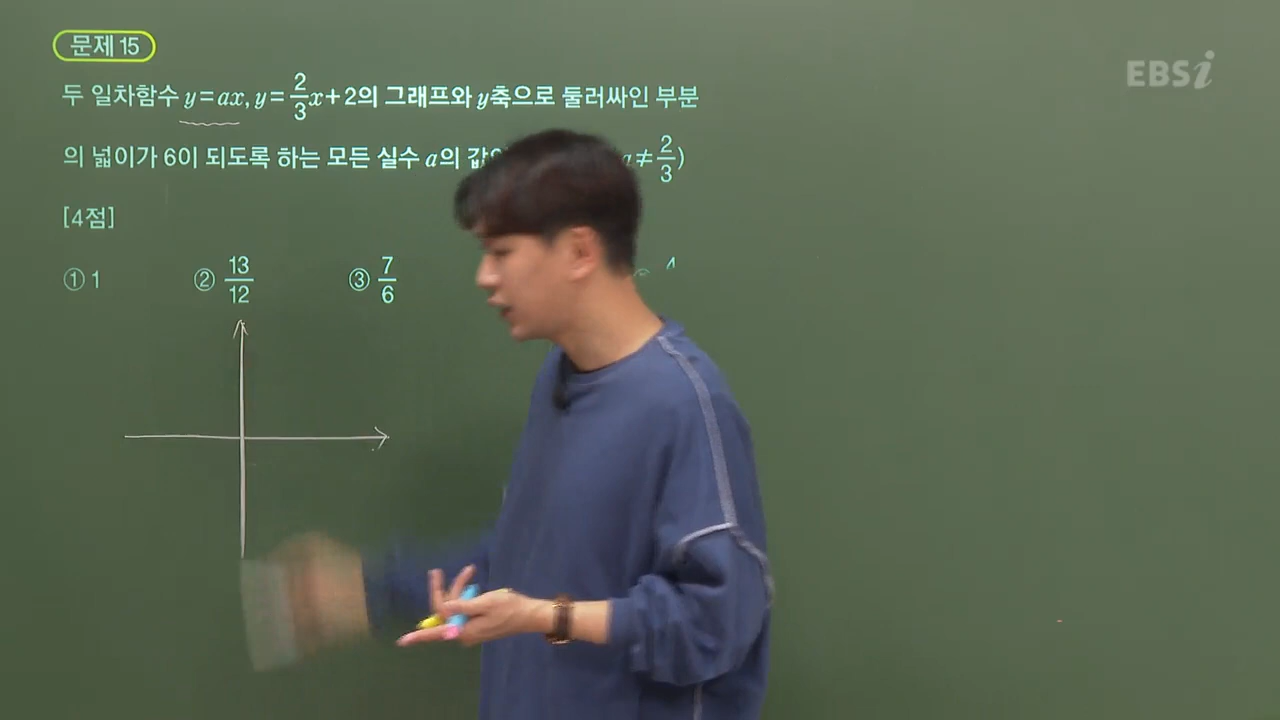 문제 15
EBSi
두 일차함수 y=ax, y=2/3x+2의 그래프와 y축으로 둘러싸인 부분
의 넓이가 6이 되도록 하는 모든 실수 a의 a≠2/3)
[4점]
① 1 ② 13/12 ③ 7/6